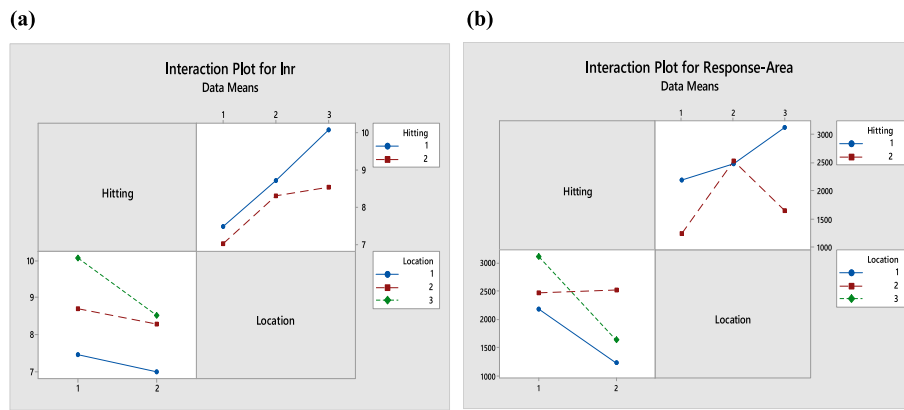 (a)
Interaction Plot for lnr
Data Means
1 2 3
Hitting
10
9
8
7
Hitting
1
2
10
9
8
7
Location
Location
1
2
3
1 2
(b)
Interaction Plot for Response-Area
Data Means
1 2 3
Hitting
3000
2500
2000
1500
1000
Hitting
1
2
3000
2500
2000
1500
1000
Location
Location
1
2
3
1 2